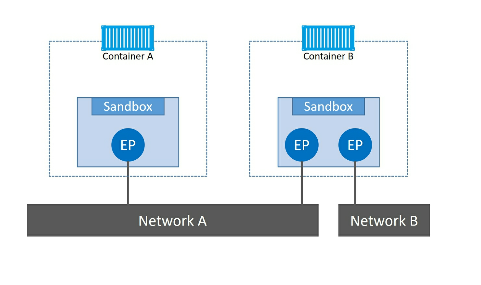 Container A
Container B
Sandbox
Sandbox
EP
EP
EP
Network A
Network B